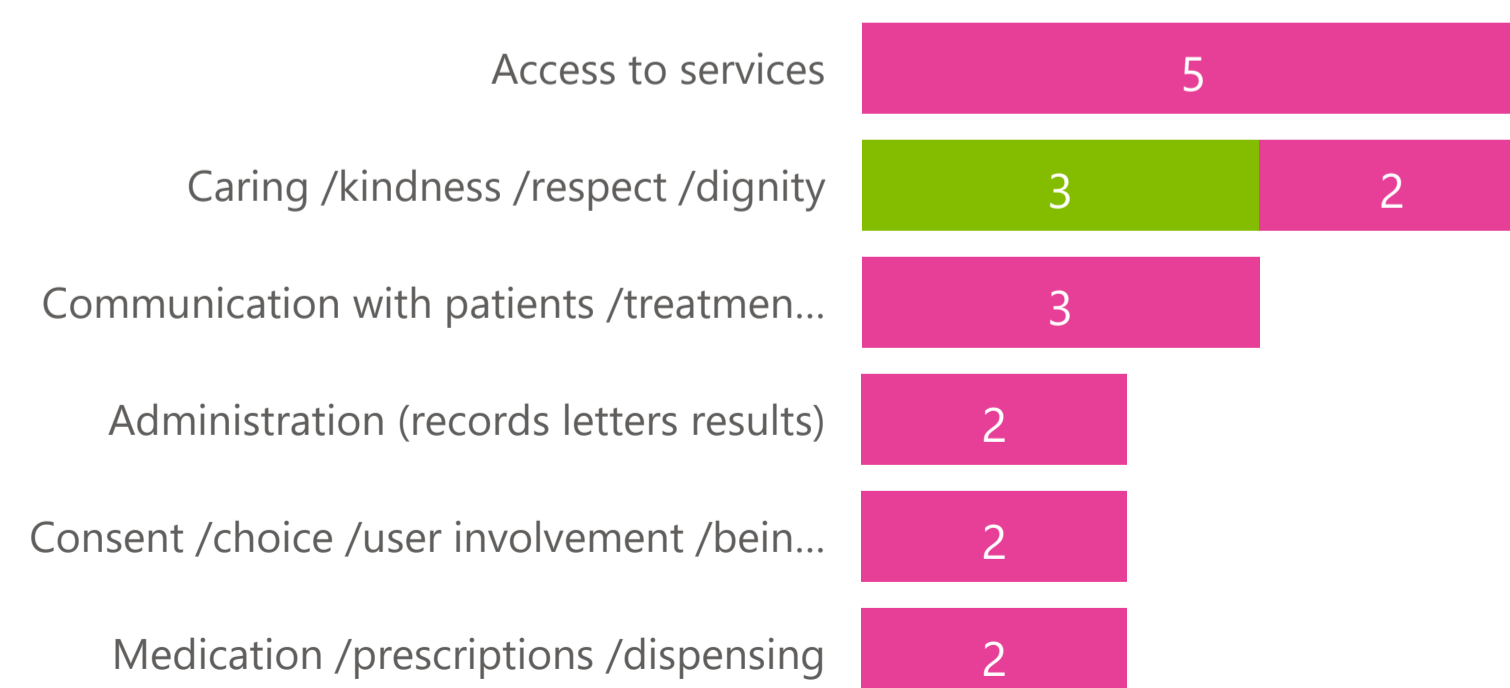 Access to services 5
Caring /kindness /respect /dignity 3 2
Communication with patients /treatmen... 3
Administration (records letters results) 2
Consent /choice /user involvement /bein... 2
Medication /prescriptions /dispensing 2